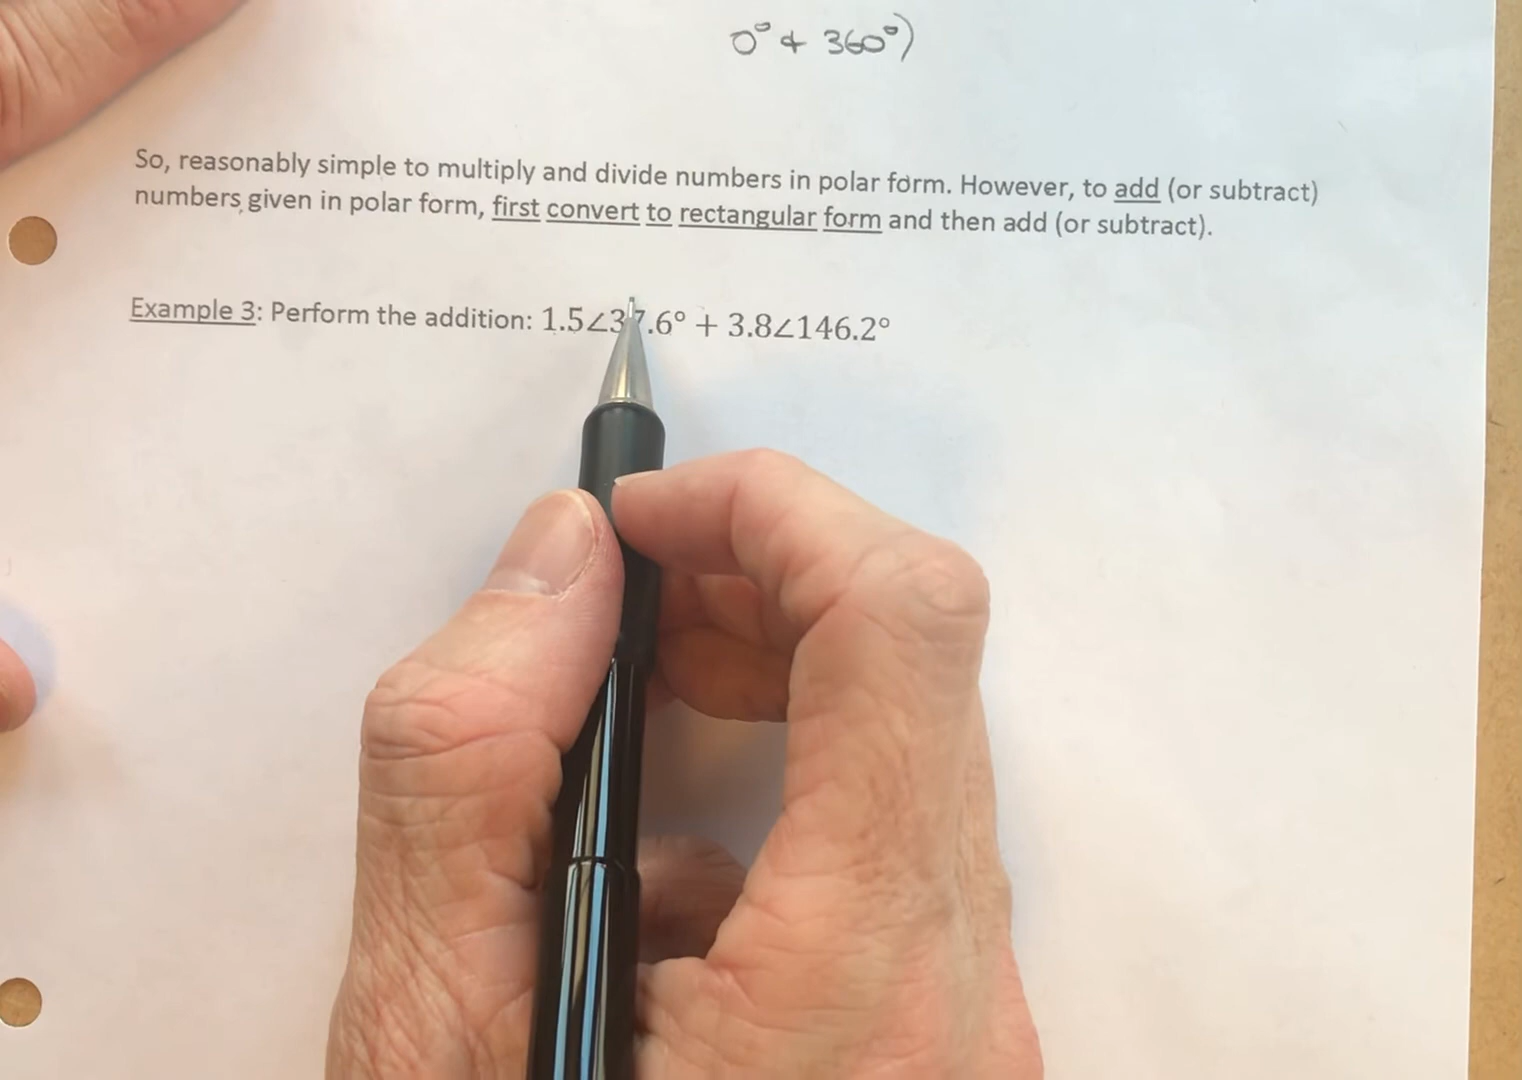 0° & 360°)
So, reasonably simple to multiply and divide numbers in polar form. However, to add (or subtract)
numbers given in polar form, first convert to rectangular form and then add (or subtract).
Example 3: Perform the addition: 1.5∠37.6° + 3.8∠146.2°